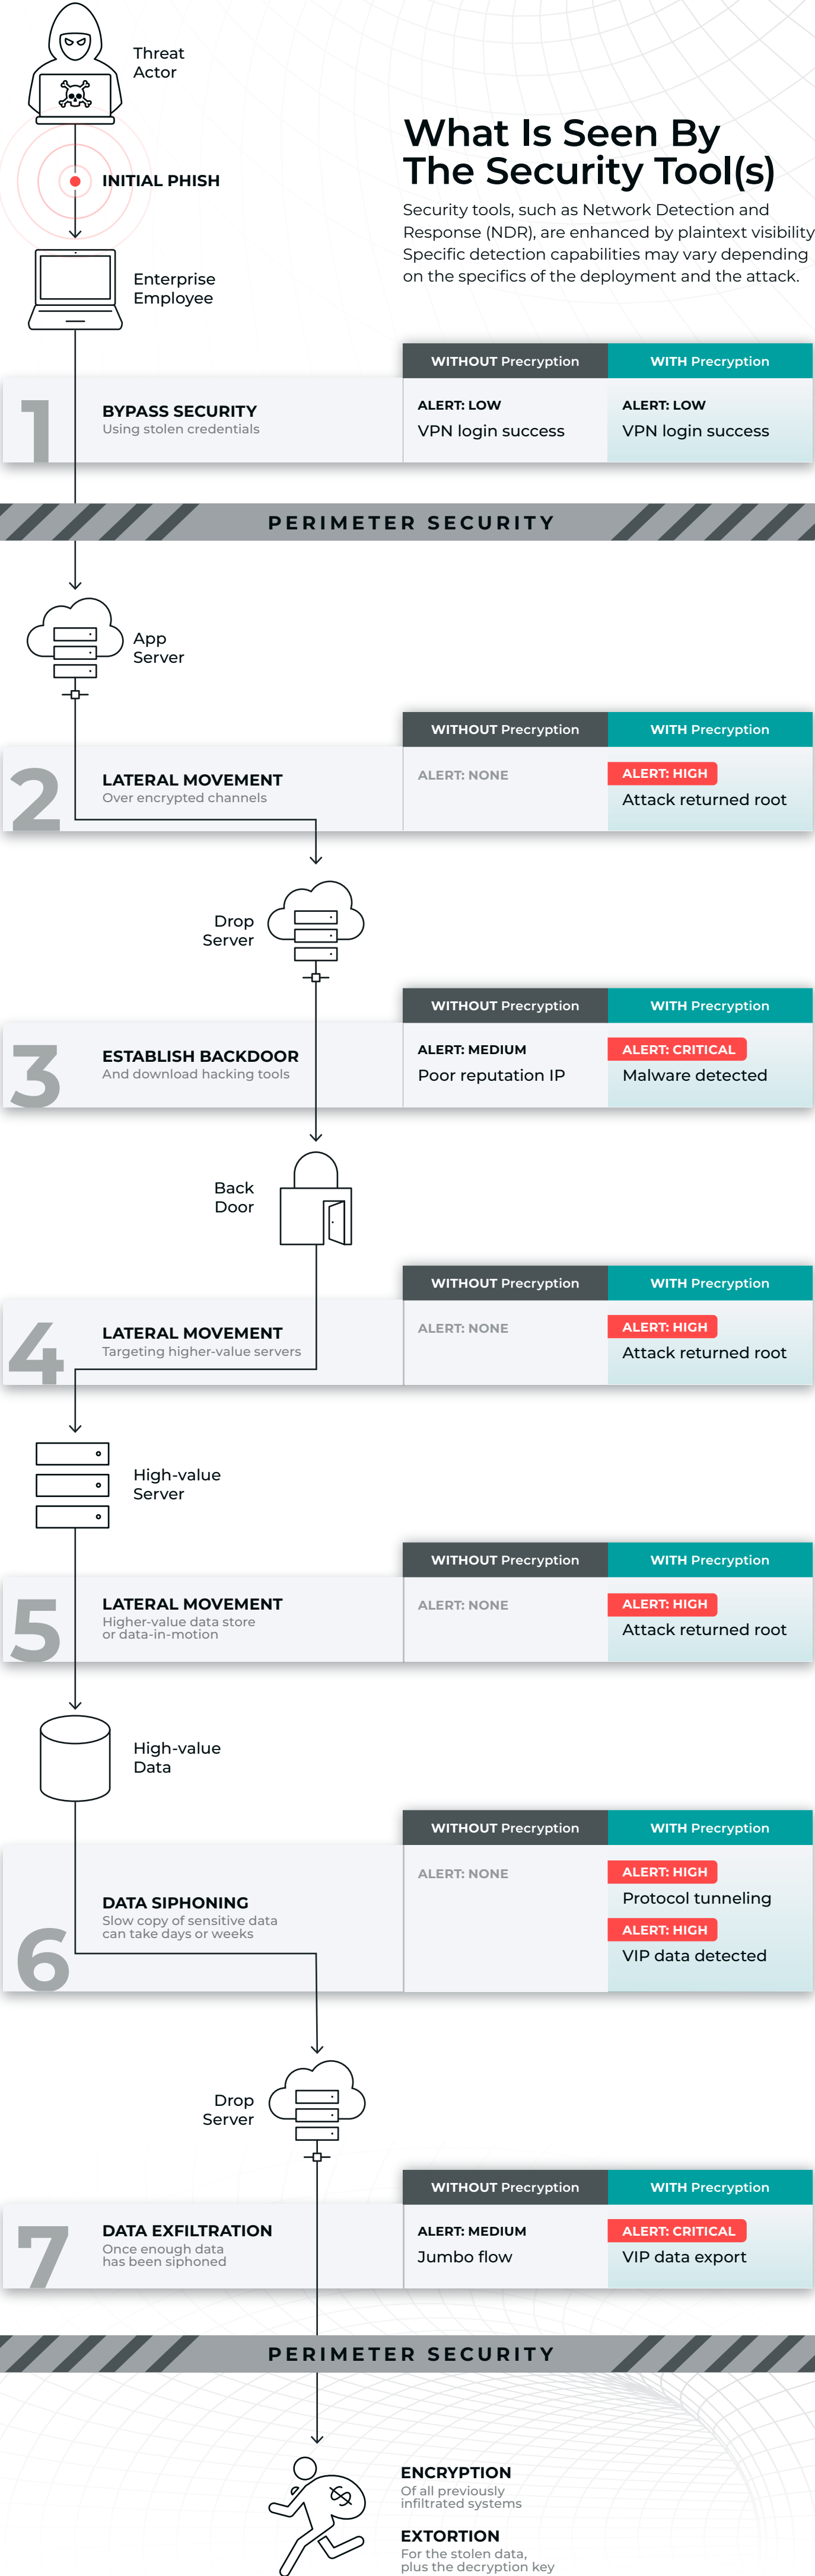 Threat
Actor
INITIAL PHISH
What Is Seen By
The Security Tool(s)
Security tools, such as Network Detection and
Response (NDR), are enhanced by plaintext visibility
Specific detection capabilities may vary depending
on the specifics of the deployment and the attack.
Enterprise
Employee
WITHOUT Precryption
WITH Precryption
1
BYPASS SECURITY
Using stolen credentials
ALERT: LOW
VPN login success
ALERT: LOW
VPN login success
PERIMETER SECURITY
App
Server
WITHOUT Precryption
WITH Precryption
2
LATERAL MOVEMENT
Over encrypted channels
ALERT: NONE
ALERT: HIGH
Attack returned root
Drop
Server
WITHOUT Precryption
WITH Precryption
3
ESTABLISH BACKDOOR
And download hacking tools
ALERT: MEDIUM
Poor reputation IP
ALERT: CRITICAL
Malware detected
Back
Door
WITHOUT Precryption
WITH Precryption
4
LATERAL MOVEMENT
Targeting higher-value servers
ALERT: NONE
ALERT: HIGH
Attack returned root
High-value
Server
WITHOUT Precryption
WITH Precryption
5
LATERAL MOVEMENT
Higher-value data store
or data-in-motion
ALERT: NONE
ALERT: HIGH
Attack returned root
High-value
Data
WITHOUT Precryption
WITH Precryption
6
DATA SIPHONING
Slow copy of sensitive data
can take days or weeks
ALERT: NONE
ALERT: HIGH
Protocol tunneling
ALERT: HIGH
VIP data detected
Drop
Server
WITHOUT Precryption
WITH Precryption
7
DATA EXFILTRATION
Once enough data
has been siphoned
ALERT: MEDIUM
Jumbo flow
ALERT: CRITICAL
VIP data export
PERIMETER SECURITY
$
ENCRYPTION
Of all previously
infiltrated systems
EXTORTION
For the stolen data,
plus the decryption key